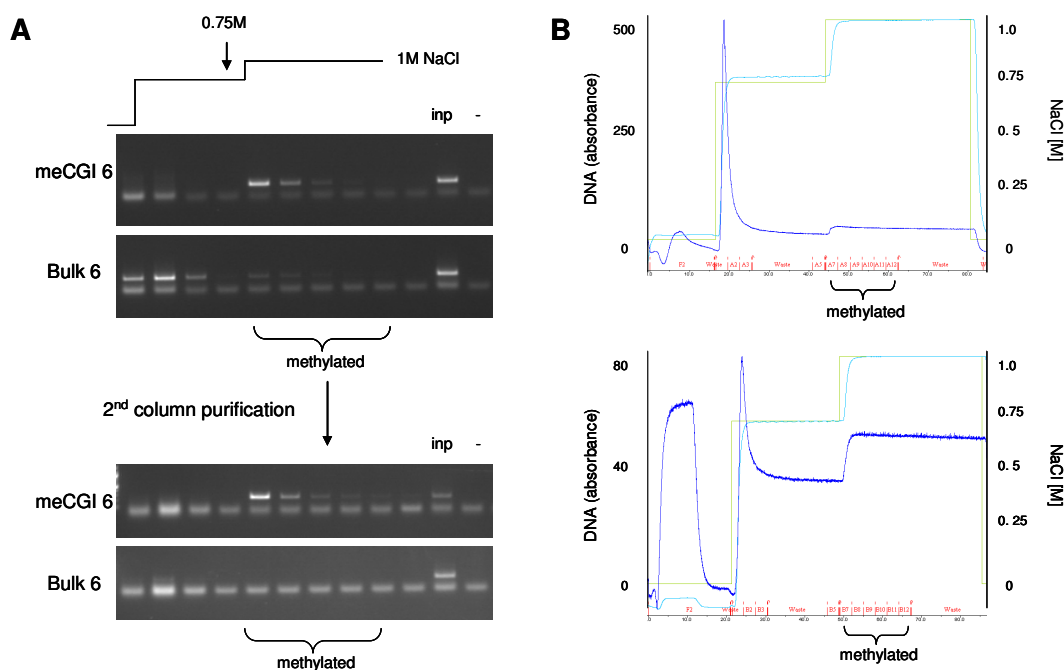 A
0.75M
1M NaCl
inp -
meCGI 6
Bulk 6
methylated
2nd column purification
inp -
meCGI 6
Bulk 6
methylated
B
500
250
0
DNA (absorbance)
1.0
0.75
0.5
0.25
0
NaCl [M]
F2 Waste A2 A3 Waste A5 A7 A8 A9 A10 A11 A12 Waste
methylated
80
40
0
DNA (absorbance)
1.0
0.75
0.5
0.25
0
NaCl [M]
F2 Waste B2 B3 Waste B5 B7 B8 B9 B10 B11 B12 Waste
methylated